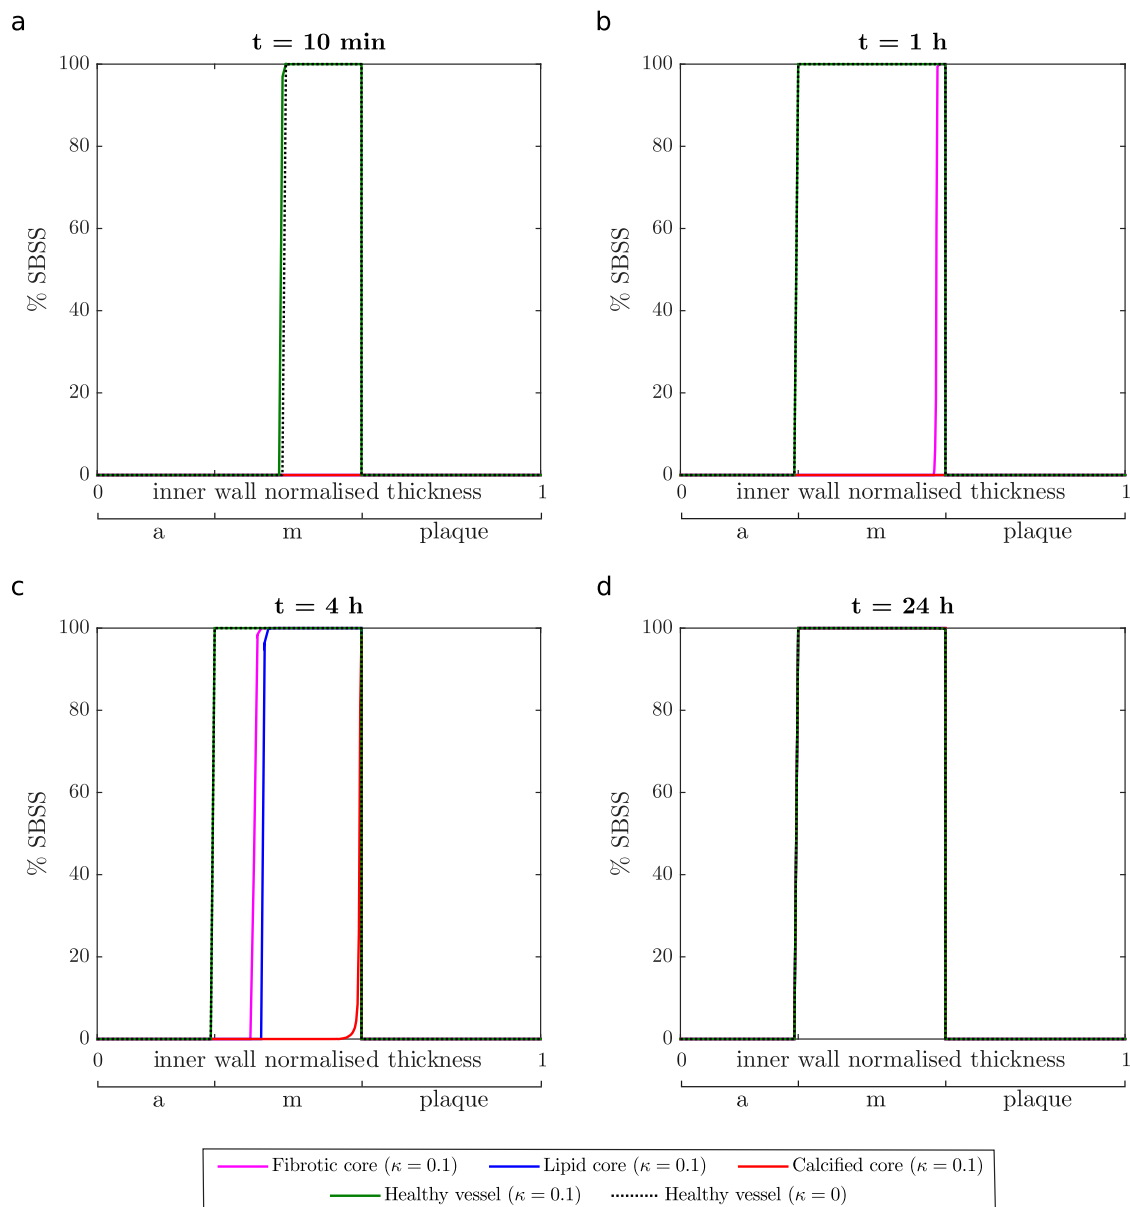 a
t = 10 min
100
80
60
40
20
0
% SBSS
0 inner wall normalised thickness 1
a m plaque
b
t = 1 h
100
80
60
40
20
0
% SBSS
0 inner wall normalised thickness 1
a m plaque
c
t = 4 h
100
80
60
40
20
0
% SBSS
0 inner wall normalised thickness 1
a m plaque
d
t = 24 h
100
80
60
40
20
0
% SBSS
0 inner wall normalised thickness 1
a m plaque
Fibrotic core (κ = 0.1) Lipid core (κ = 0.1) Calcified core (κ = 0.1)
Healthy vessel (κ = 0.1) Healthy vessel (κ = 0)